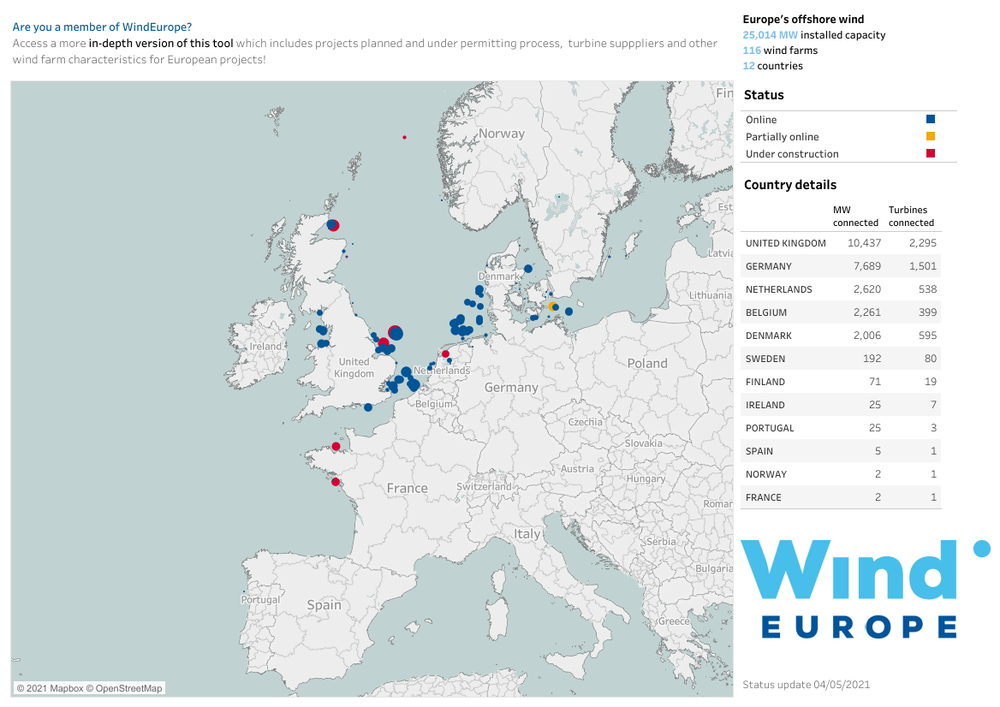 Are you a member of WindEurope?
Access a more in-depth version of this tool which includes projects planned and under permitting process, turbine supppliers and other
wind farm characteristics for European projects!
Europe's offshore wind
25,014 MW installed capacity
116 wind farms
12 countries
Status
Online
Partially online
Under construction
Country details
MW connected Turbines connected
UNITED KINGDOM 10,437 2,295
GERMANY 7,689 1,501
NETHERLANDS 2,620 538
BELGIUM 2,261 399
DENMARK 2,006 595
SWEDEN 192 80
FINLAND 71 19
IRELAND 25 7
PORTUGAL 25 3
SPAIN 5 1
NORWAY 2 1
FRANCE 2 1
Fin
Norway
Est
Latvia
Denmark
Lithuania
Ireland
United
Kingdom
Netherlands
Poland
Germany
Belgium
Czechia
Slovakia
Austria
Hungary
France
Switzerland
Roman
Italy
Serbia
Bulgaria
Portugal
Spain
Greece
© 2021 Mapbox © OpenStreetMap
Wind
EUROPE
Status update 04/05/2021